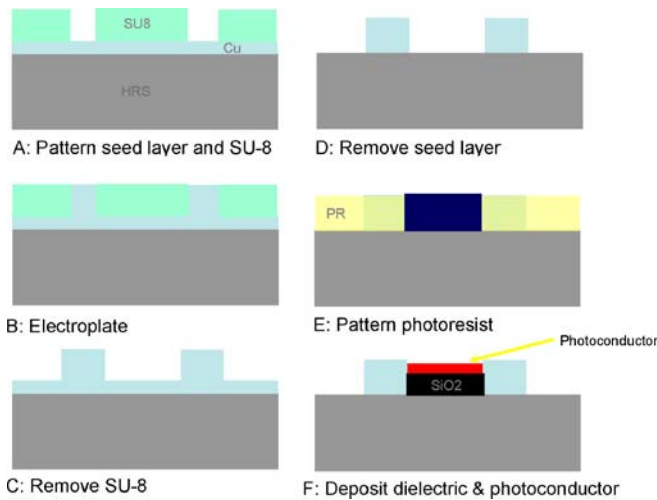 SU8
Cu
HRS
A: Pattern seed layer and SU-8
B: Electroplate
C: Remove SU-8
D: Remove seed layer
PR
E: Pattern photoresist
Photoconductor
SiO2
F: Deposit dielectric & photoconductor